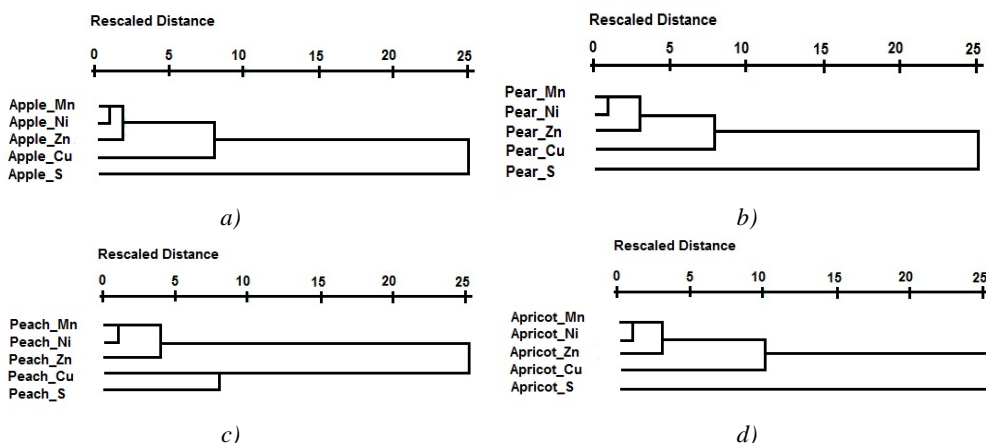 Rescaled Distance
0 5 10 15 20 25
Apple_Mn
Apple_Ni
Apple_Zn
Apple_Cu
Apple_S
a)
Rescaled Distance
0 5 10 15 20 25
Pear_Mn
Pear_Ni
Pear_Zn
Pear_Cu
Pear_S
b)
Rescaled Distance
0 5 10 15 20 25
Peach_Mn
Peach_Ni
Peach_Zn
Peach_Cu
Peach_S
c)
Rescaled Distance
0 5 10 15 20 25
Apricot_Mn
Apricot_Ni
Apricot_Zn
Apricot_Cu
Apricot_S
d)